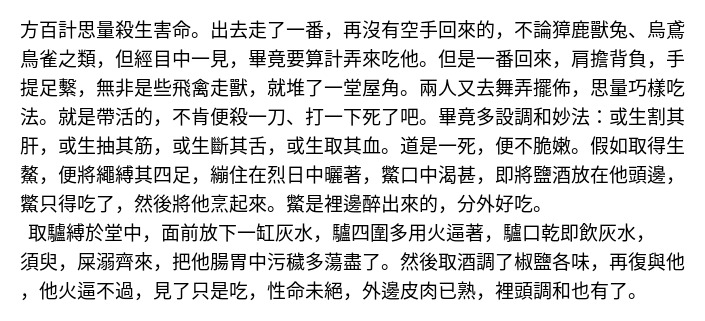 方百計思量殺生害命。出去走了一番，再沒有空手回來的，不論獐鹿獸兔、烏鳶
鳥雀之類，但經目中一見，畢竟要算計弄來吃他。但是一番回來，肩擔背負，手
提足繫，無非是些飛禽走獸，就堆了一堂屋角。兩人又去舞弄擺佈，思量巧樣吃
法。就是帶活的，不肯便殺一刀、打一下死了吧。畢竟多設調和妙法：或生割其
肝，或生抽其筋，或生斷其舌，或生取其血。道是一死，便不脆嫩。假如取得生
鰲，便將繩縛其四足，繃住在烈日中曬著，鱉口中渴甚，即將鹽酒放在他頭邊，
鱉只得吃了，然後將他烹起來。鱉是裡邊醉出來的，分外好吃。
取驢縛於堂中，面前放下一缸灰水，驢四圍多用火逼著，驢口乾即飲灰水，
須臾，屎溺齊來，把他腸胃中污穢多蕩盡了。然後取酒調了椒鹽各味，再復與他
，他火逼不過，見了只是吃，性命未絕，外邊皮肉已熟，裡頭調和也有了。